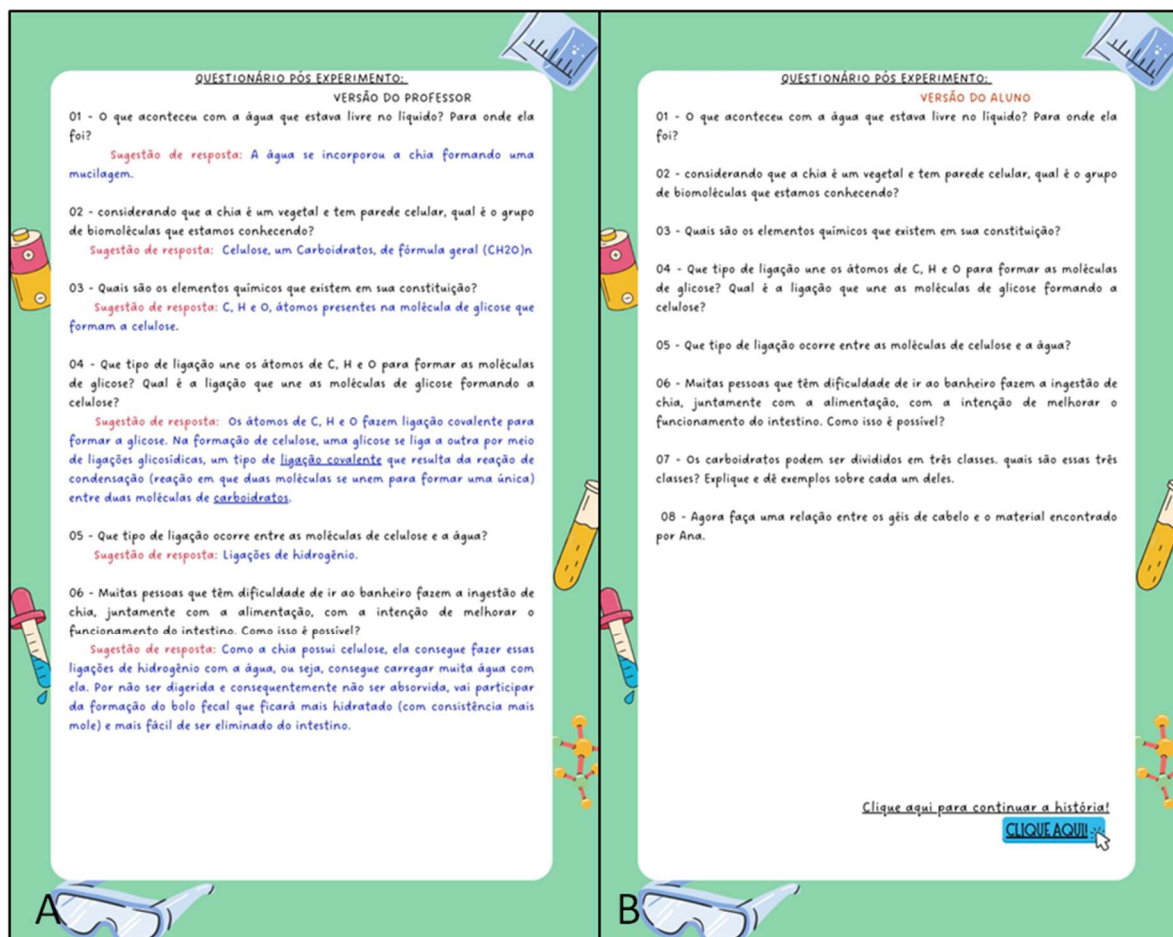 QUESTIONÁRIO PÓS EXPERIMENTO:
VERSÃO DO PROFESSOR
01 - O que aconteceu com a água que estava livre no líquido? Para onde ela
foi?
Sugestão de resposta: A água se incorporou a chia formando uma
mucilagem.
02 - considerando que a chia é um vegetal e tem parede celular, qual é o grupo
de biomoléculas que estamos conhecendo?
Sugestão de resposta: Celulose, um Carboidratos, de fórmula geral (CH2O)n
03 - Quais são os elementos químicos que existem em sua constituição?
Sugestão de resposta: C, H e O, átomos presentes na molécula de glicose que
formam a celulose.
04 - Que tipo de ligação une os átomos de C, H e O para formar as moléculas
de glicose? Qual é a ligação que une as moléculas de glicose formando a
celulose?
Sugestão de resposta: Os átomos de C, H e O fazem ligação covalente para
formar a glicose. Na formação de celulose, uma glicose se liga a outra por meio
de ligações glicosídicas, um tipo de ligação covalente que resulta da reação de
condensação (reação em que duas moléculas se unem para formar uma única)
entre duas moléculas de carboidratos.
05 - Que tipo de ligação ocorre entre as moléculas de celulose e a água?
Sugestão de resposta: Ligações de hidrogênio.
06 - Muitas pessoas que têm dificuldade de ir ao banheiro fazem a ingestão de
chia, juntamente com a alimentação, com a intenção de melhorar o
funcionamento do intestino. Como isso é possível?
Sugestão de resposta: Como a chia possui celulose, ela consegue fazer essas
ligações de hidrogênio com a água, ou seja, consegue carregar muita água com
ela. Por não ser digerida e consequentemente não ser absorvida, vai participar
da formação do bolo fecal que ficará mais hidratado (com consistência mais
mole) e mais fácil de ser eliminado do intestino.
A
QUESTIONÁRIO PÓS EXPERIMENTO:
VERSÃO DO ALUNO
01 - O que aconteceu com a água que estava livre no líquido? Para onde ela
foi?
02 - considerando que a chia é um vegetal e tem parede celular, qual é o grupo
de biomoléculas que estamos conhecendo?
03 - Quais são os elementos químicos que existem em sua constituição?
04 - Que tipo de ligação une os átomos de C, H e O para formar as moléculas
de glicose? Qual é a ligação que une as moléculas de glicose formando a
celulose?
05 - Que tipo de ligação ocorre entre as moléculas de celulose e a água?
06 - Muitas pessoas que têm dificuldade de ir ao banheiro fazem a ingestão de
chia, juntamente com a alimentação, com a intenção de melhorar o
funcionamento do intestino. Como isso é possível?
07 - Os carboidratos podem ser divididos em três classes. quais são essas três
classes? Explique e dê exemplos sobre cada um deles.
08 - Agora faça uma relação entre os géis de cabelo e o material encontrado
por Ana.
Clique aqui para continuar a história!
CLIQUE AQUI!
B